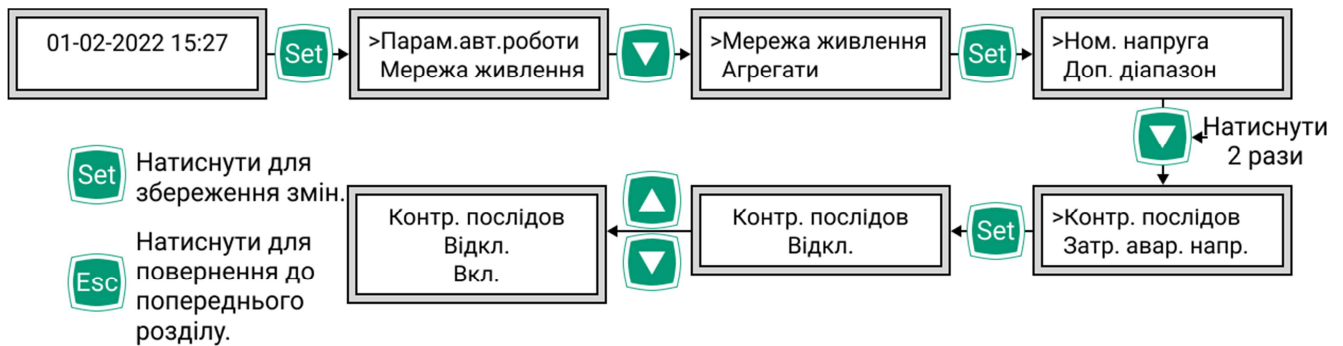 01-02-2022 15:27
Set
>Парам.авт.роботи
Мережа живлення
>Мережа живлення
Агрегати
Set
>Ном. напруга
Доп. діапазон
Натиснути
2 рази
>Контр. послідов
Затр. авар. напр.
Set
Контр. послідов
Відкл.
Контр. послідов
Відкл.
Вкл.
Set
Натиснути для
збереження змін.
Esc
Натиснути для
повернення до
попереднього
розділу.